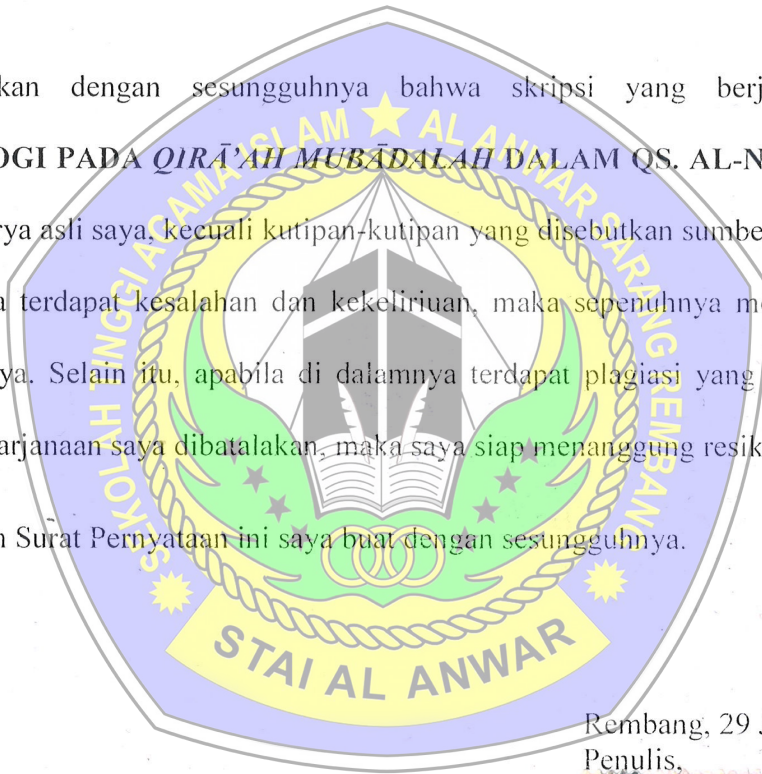 kan dengan sesungguhnya bahwa skripsi yang berj
OGI PADA QIRĀ'AH MUBĀDALAH DALAM QS. AL-N
rya asli saya, kecuali kutipan-kutipan yang disebutkan sumbe
a terdapat kesalahan dan kekeliriuan, maka sepenuhnya m
ya. Selain itu, apabila di dalamnya terdapat plagiasi yang
arjanaan saya dibatalakan, maka saya siap menanggung resik
n Surat Pernyataan ini saya buat dengan sesungguhnya.
SEKOLAH TINGGI AGAMA ISLAM AL ANWAR SARANG REMBANG
STAI AL ANWAR
Rembang, 29
Penulis,